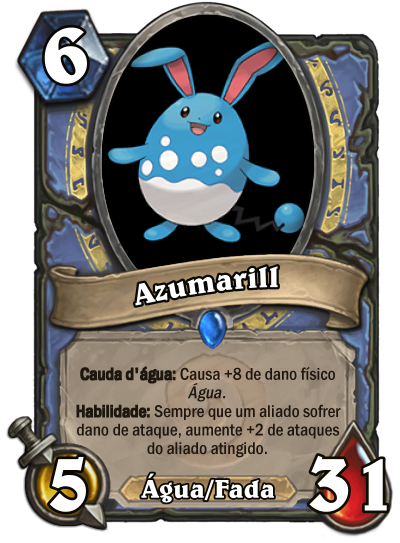 6
Azumarill
Cauda d'água: Causa +8 de dano físico
Água.
Habilidade: Sempre que um aliado sofrer
dano de ataque, aumente +2 de ataques
do aliado atingido.
5
Água/Fada
31